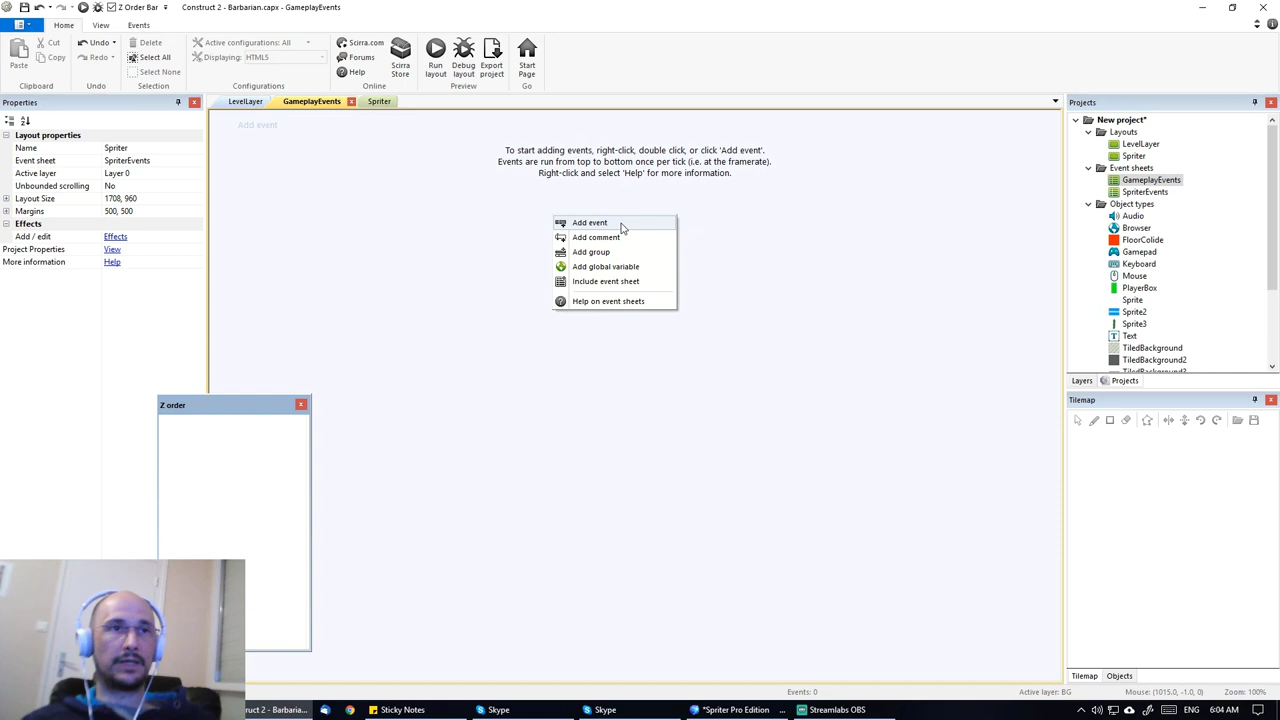 Z Order Bar
Construct 2 - Barbarian.capx - GameplayEvents
Home
View
Events
Paste
Cut
Copy
Clipboard
Undo
Redo
Undo
Delete
Select All
Select None
Selection
Active configurations: All
Displaying: HTML5
Configurations
Scirra.com
Forums
Help
Scirra Store
Online
Run layout
Debug layout
Export project
Preview
Start Page
Go
Properties
Layout properties
Name Spriter
Event sheet SpriterEvents
Active layer Layer 0
Unbounded scrolling No
Layout Size 1708, 960
Margins 500, 500
Effects
Add / edit Effects
Project Properties View
More information Help
LevelLayer
GameplayEvents
Spriter
Add event
To start adding events, right-click, double click, or click 'Add event'.
Events are run from top to bottom once per tick (i.e. at the framerate).
Right-click and select 'Help' for more information.
Add event
Add comment
Add group
Add global variable
Include event sheet
Help on event sheets
Z order
Projects
New project*
Layouts
LevelLayer
Spriter
Event sheets
GameplayEvents
SpriterEvents
Object types
Audio
Browser
FloorColide
Gamepad
Keyboard
Mouse
PlayerBox
Sprite
Sprite2
Sprite3
T Text
TiledBackground
TiledBackground2
Layers
Projects
Tilemap
Tilemap
Objects
Events: 0
Active layer: BG
Mouse: (1015.0, -1.0, 0)
Zoom: 100%
nstruct 2 - Barbarian...
Sticky Notes
Skype
Skype
*Spriter Pro Edition ...
Streamlabs OBS
ENG
6:04 AM